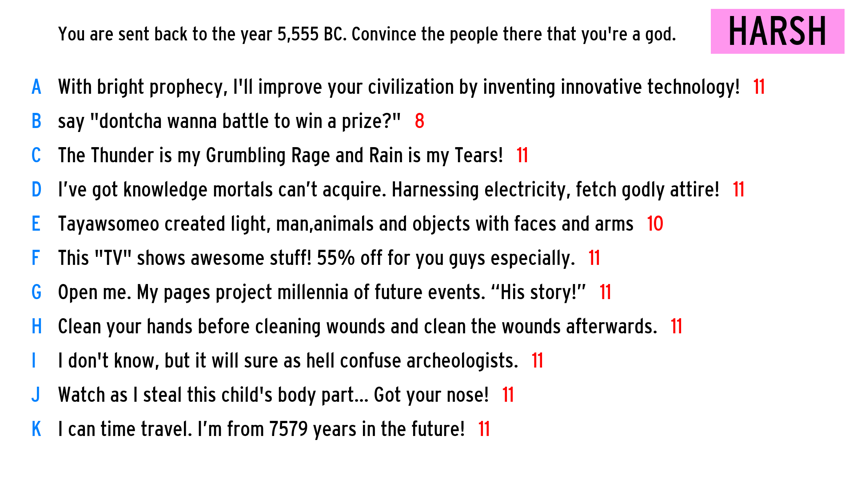 You are sent back to the year 5,555 BC. Convince the people there that you're a god.
HARSH
A With bright prophecy, I'll improve your civilization by inventing innovative technology! 11
B say "dontcha wanna battle to win a prize?" 8
C The Thunder is my Grumbling Rage and Rain is my Tears! 11
D I’ve got knowledge mortals can’t acquire. Harnessing electricity, fetch godly attire! 11
E Tayawsomeo created light, man,animals and objects with faces and arms 10
F This "TV" shows awesome stuff! 55% off for you guys especially. 11
G Open me. My pages project millennia of future events. “His story!” 11
H Clean your hands before cleaning wounds and clean the wounds afterwards. 11
I I don't know, but it will sure as hell confuse archeologists. 11
J Watch as I steal this child's body part... Got your nose! 11
K I can time travel. I’m from 7579 years in the future! 11